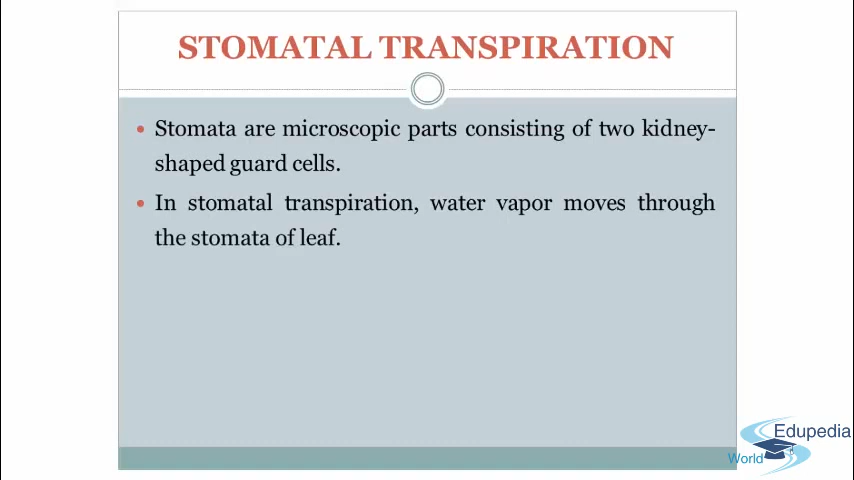 STOMATAL TRANSPIRATION
• Stomata are microscopic parts consisting of two kidney-
shaped guard cells.
• In stomatal transpiration, water vapor moves through
the stomata of leaf.
Edupedia
World